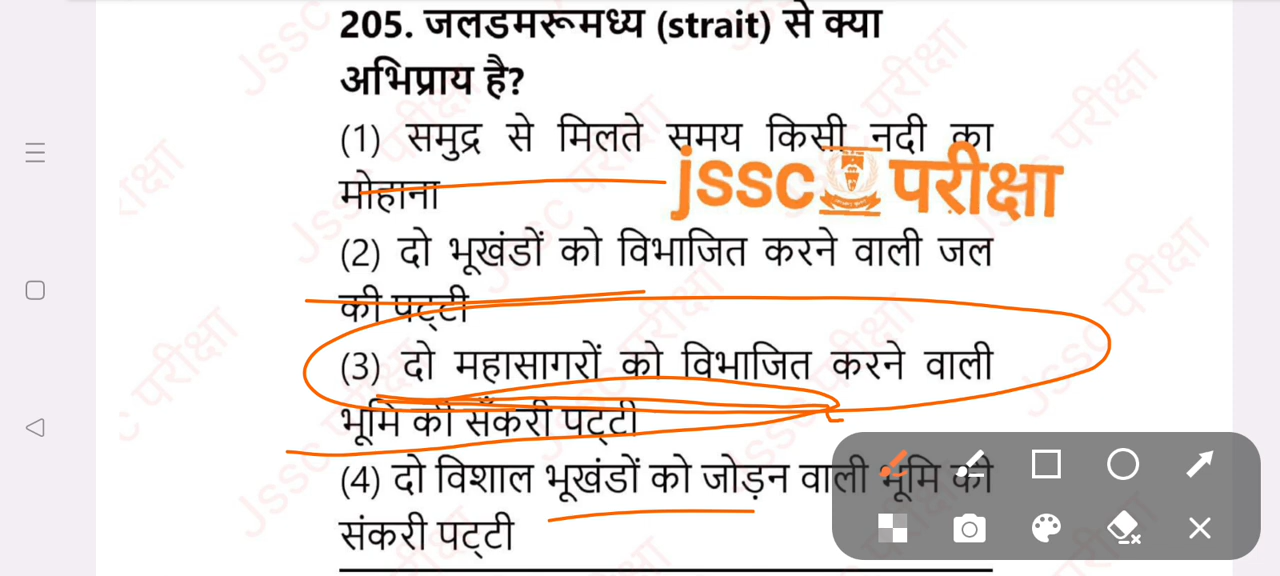 205. जलडमरूमध्य (strait) से क्या
अभिप्राय है?
(1) समुद्र से मिलते समय किसी नदी का
मोहाना
jssc परीक्षा
(2) दो भूखंडों को विभाजित करने वाली जल
की पट्टी
(3) दो महासागरों को विभाजित करने वाली
भूमि की सँकरी पट्टी
(4) दो विशाल भूखंडों को जोड़न वाली भूमि की
संकरी पट्टी